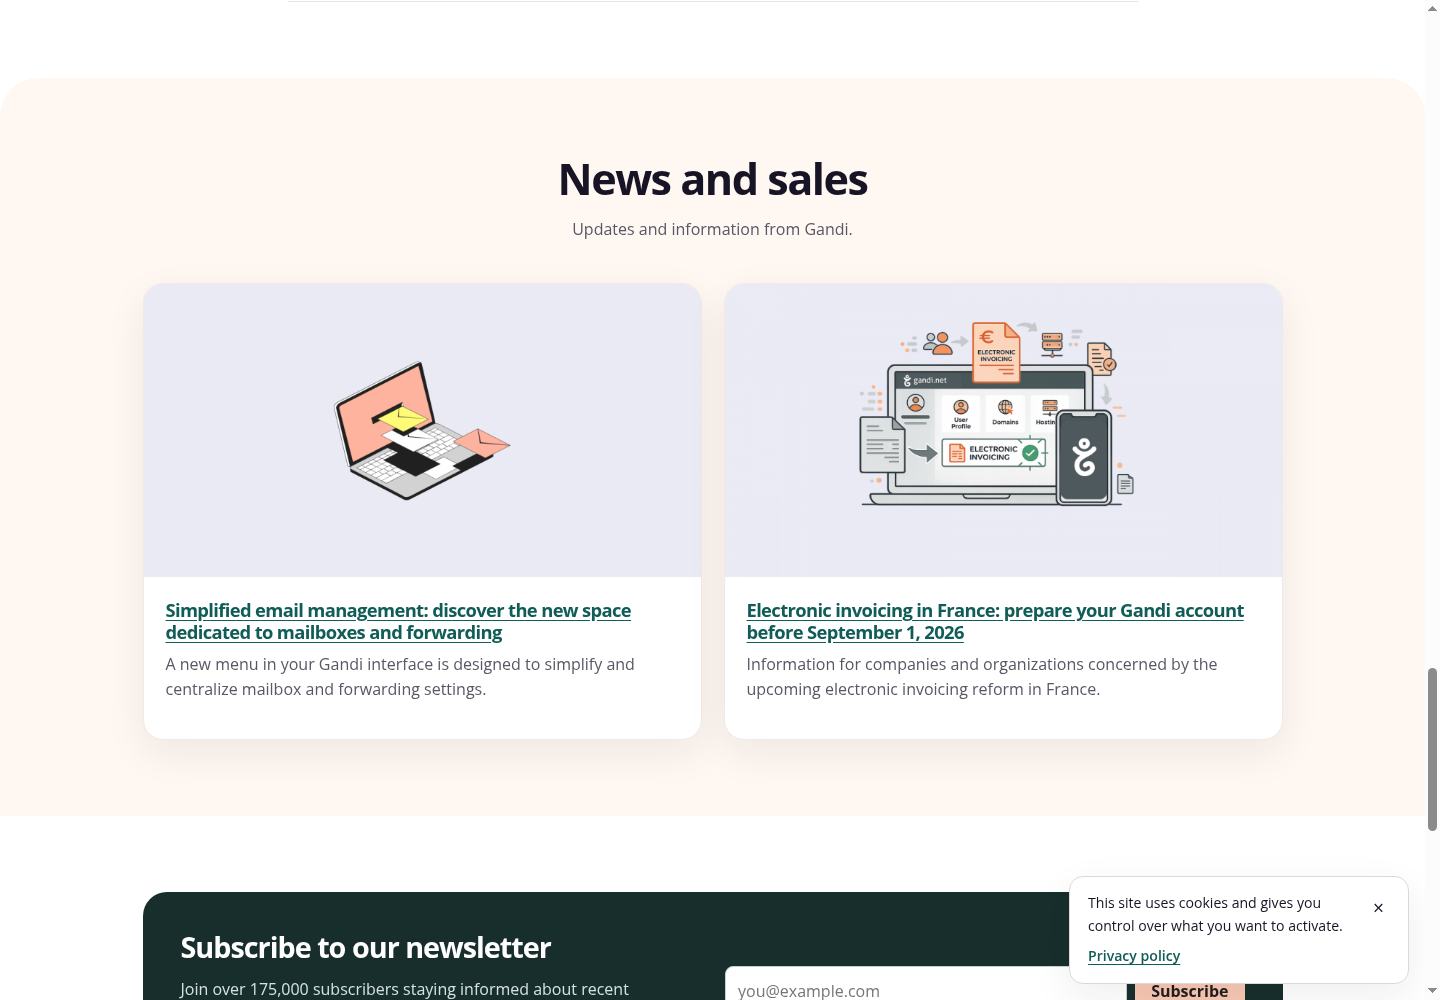 News and sales
Updates and information from Gandi.
€
ELECTRONIC
INVOICING
gandi.net
User
Profile
Domains
Hostin
ELECTRONIC
INVOICING
Simplified email management: discover the new space
dedicated to mailboxes and forwarding
A new menu in your Gandi interface is designed to simplify and
centralize mailbox and forwarding settings.
Electronic invoicing in France: prepare your Gandi account
before September 1, 2026
Information for companies and organizations concerned by the
upcoming electronic invoicing reform in France.
Subscribe to our newsletter
Join over 175,000 subscribers staying informed about recent
you@example.com
Subscribe
This site uses cookies and gives you
control over what you want to activate.
Privacy policy